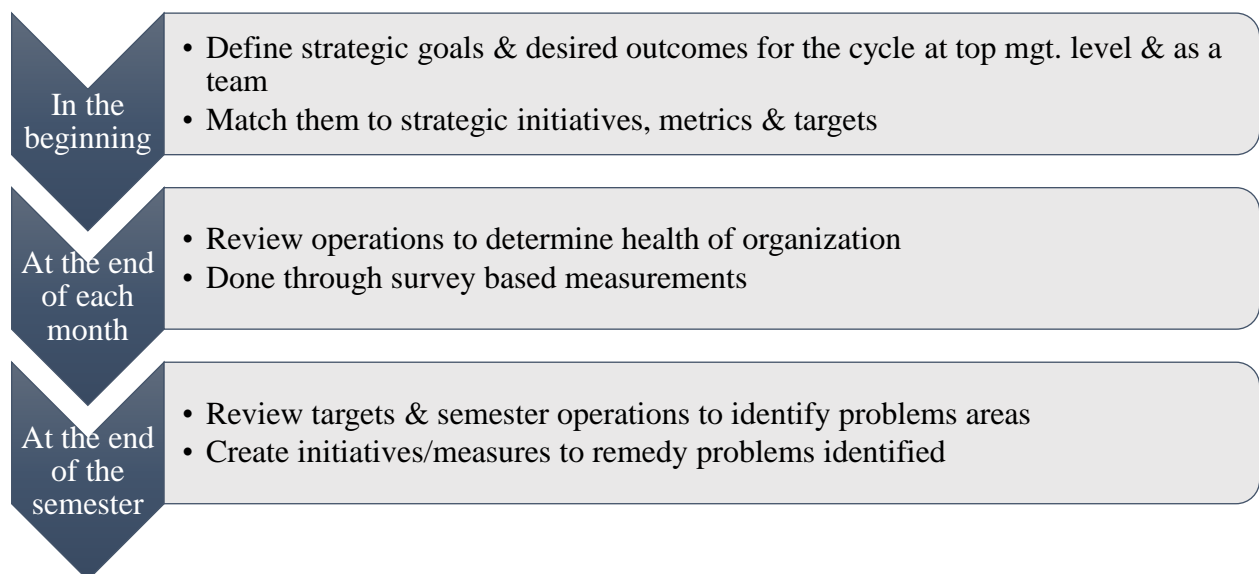 In the
beginning
• Define strategic goals & desired outcomes for the cycle at top mgt. level & as a
team
• Match them to strategic initiatives, metrics & targets
At the end
of each
month
• Review operations to determine health of organization
• Done through survey based measurements
At the end
of the
semester
• Review targets & semester operations to identify problems areas
• Create initiatives/measures to remedy problems identified